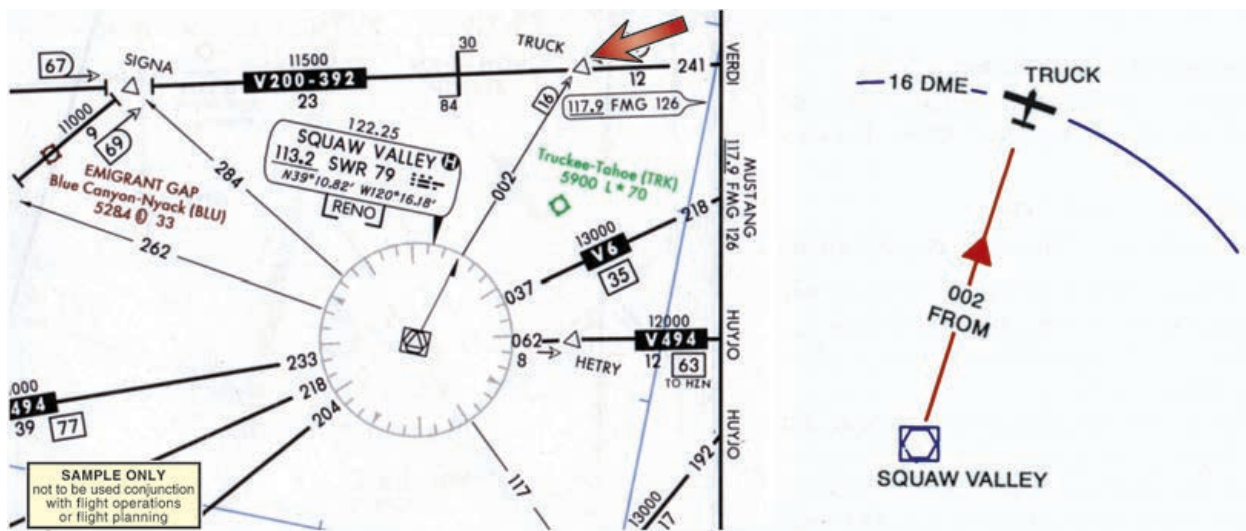 67
SIGNA
11500
V200-392
23
30
84
TRUCK
16
12
241
VERDI
117.9 FMG 126
11000
9
69
EMIGRANT GAP
Blue Canyon-Nyack (BLU)
5284 33
122.25
SQUAW VALLEY H
113.2 SWR 79
N39°10.82' W120°16.18'
RENO
284
262
002
Truckee-Tahoe (TRK)
5900 L*70
MUSTANG
117.9 FMG 126
218
13000
V6
35
037
062
8
HETRY
12000
V494
12
63
TO HZN
HUYJO
HUYJO
233
218
204
117
192
13000
17
000
494
39
77
SAMPLE ONLY
not to be used conjunction
with flight operations
or flight planning
16 DME
TRUCK
002
FROM
SQUAW VALLEY